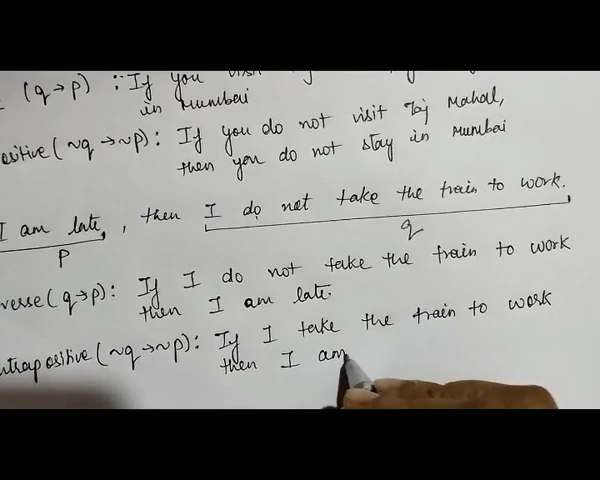 (q→p) : If you
in Mumbai
ositive (~q→~p) : If you do not visit Taj Mahal,
then you do not stay in Mumbai
I am late, then I do not take the train to work.
p q
verse (q→p) : If I do not take the train to work
then I am late.
ntrapositive (~q→~p) : If I take the train to work
then I am